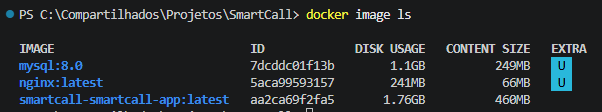 PS C:\Compartilhados\Projetos\SmartCall> docker image ls
IMAGE ID DISK USAGE CONTENT SIZE EXTRA
mysql:8.0 7dcddc01f13b 1.1GB 249MB U
nginx:latest 5aca99593157 241MB 66MB U
smartcall-smartcall-app:latest aa2ca69f2fa5 1.76GB 460MB